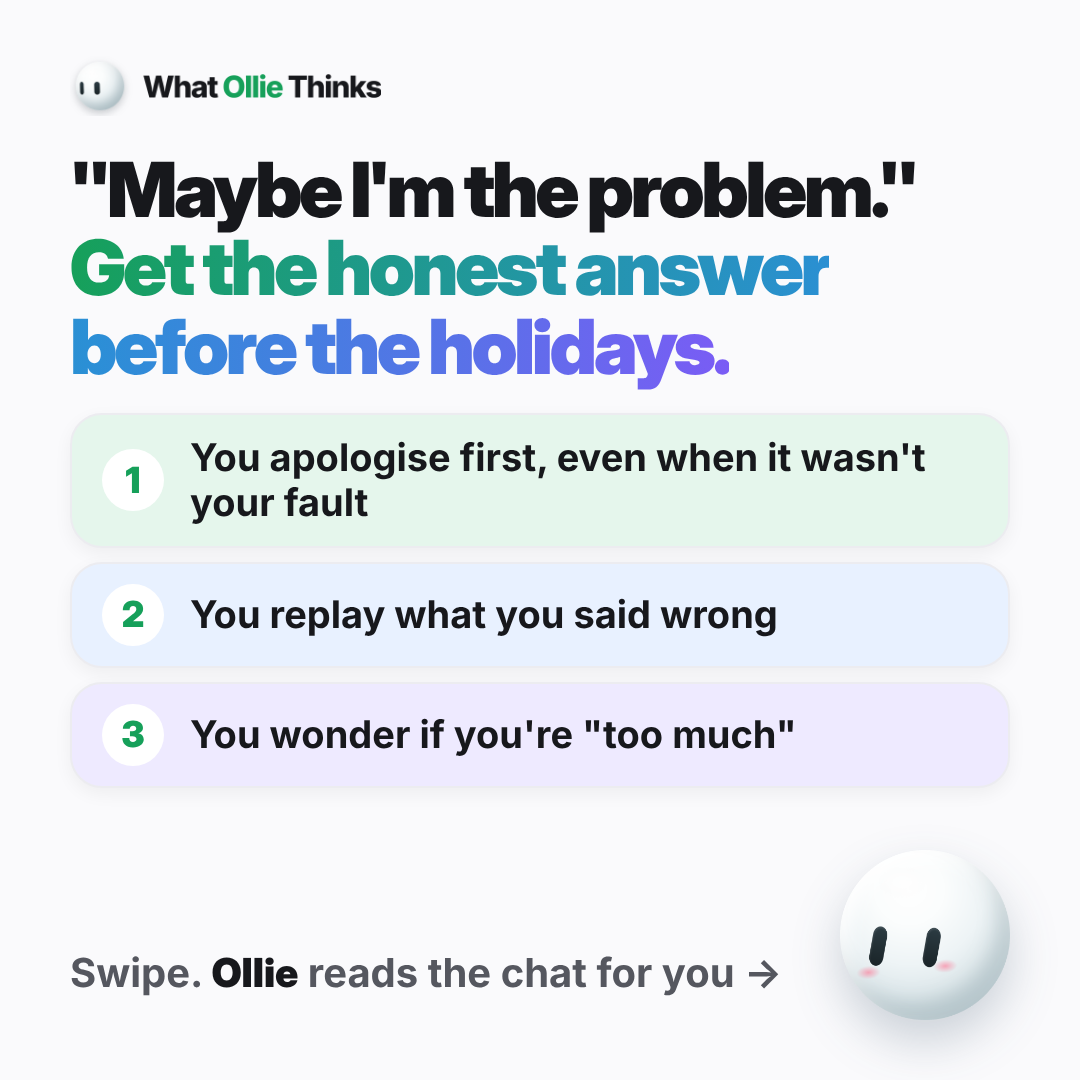 What Ollie Thinks
"Maybe I'm the problem."
Get the honest answer
before the holidays.
1 You apologise first, even when it wasn't
your fault
2 You replay what you said wrong
3 You wonder if you're "too much"
Swipe. Ollie reads the chat for you →